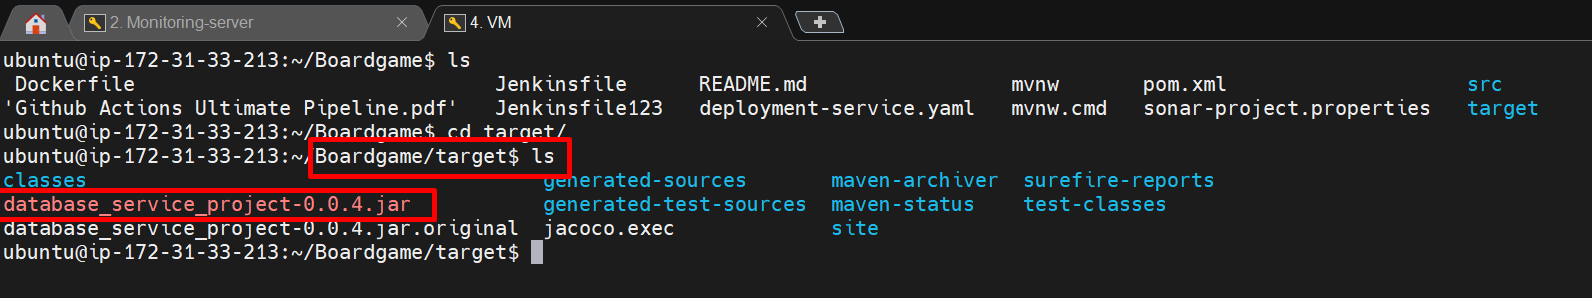 2. Monitoring-server
4. VM
ubuntu@ip-172-31-33-213:~/Boardgame$ ls
Dockerfile Jenkinsfile README.md mvnw pom.xml src
'Github Actions Ultimate Pipeline.pdf' Jenkinsfile123 deployment-service.yaml mvnw.cmd sonar-project.properties target
ubuntu@ip-172-31-33-213:~/Boardgame$ cd target/
ubuntu@ip-172-31-33-213:~/Boardgame/target$ ls
classes generated-sources maven-archiver surefire-reports
database_service_project-0.0.4.jar generated-test-sources maven-status test-classes
database_service_project-0.0.4.jar.original jacoco.exec site
ubuntu@ip-172-31-33-213:~/Boardgame/target$